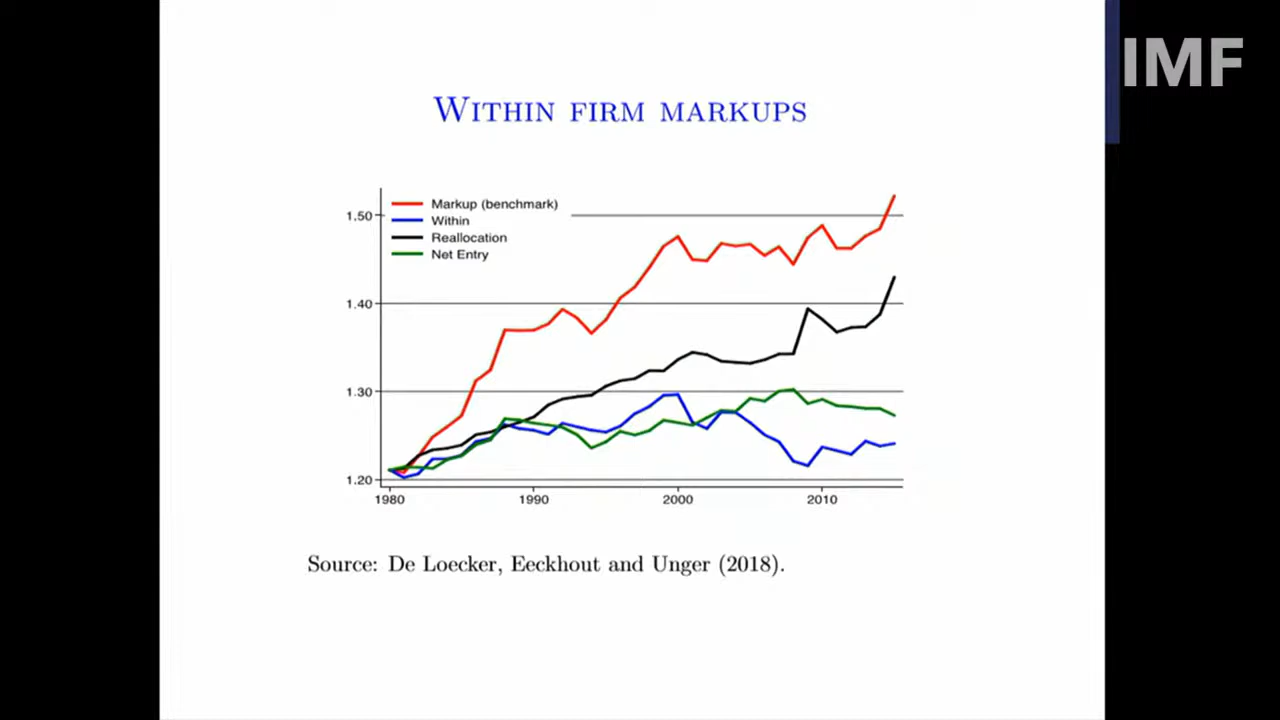 IMF
WITHIN FIRM MARKUPS
Markup (benchmark)
Within
Reallocation
Net Entry
1.50
1.40
1.30
1.20
1980 1990 2000 2010
Source: De Loecker, Eeckhout and Unger (2018).